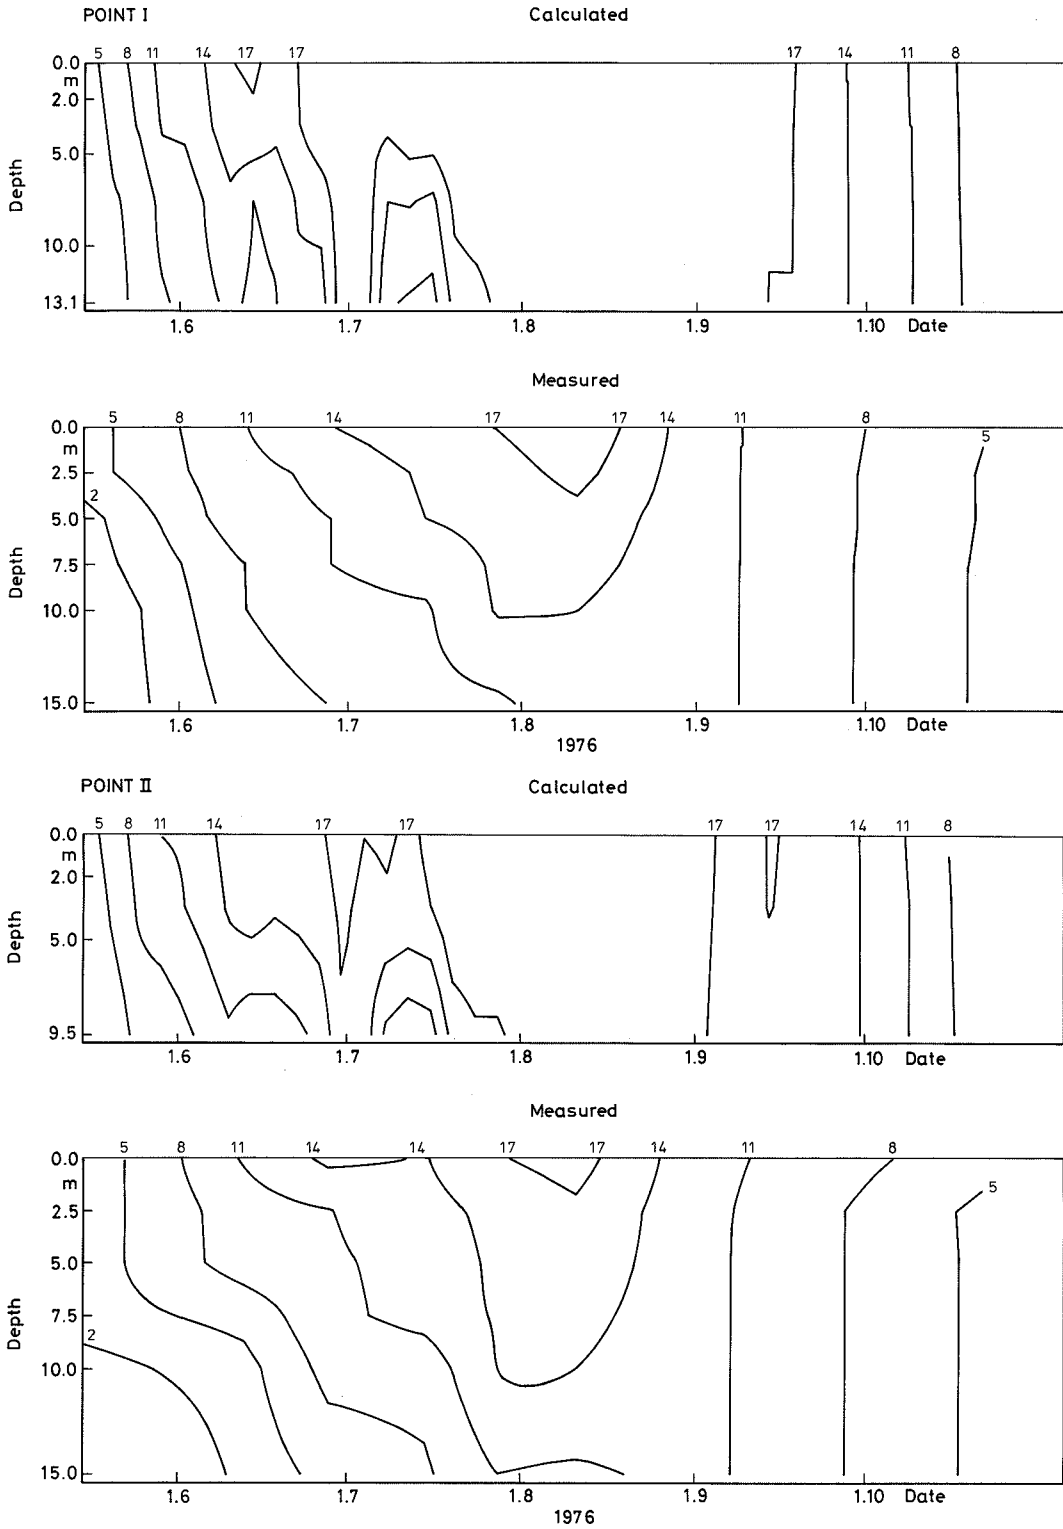 POINT I Calculated
5 8 11 14 17 17 17 14 11 8
0.0
m
2.0
5.0
10.0
13.1
Depth
1.6 1.7 1.8 1.9 1.10 Date
Measured
5 8 11 14 17 17 14 11 8
5
2
0.0
m
2.5
5.0
7.5
10.0
15.0
Depth
1.6 1.7 1.8 1.9 1.10 Date
1976
POINT II Calculated
5 8 11 14 17 17 17 17 14 11 8
0.0
m
2.0
5.0
9.5
Depth
1.6 1.7 1.8 1.9 1.10 Date
Measured
5 8 11 14 14 17 17 14 11 8
5
2
0.0
m
2.5
5.0
7.5
10.0
15.0
Depth
1.6 1.7 1.8 1.9 1.10 Date
1976